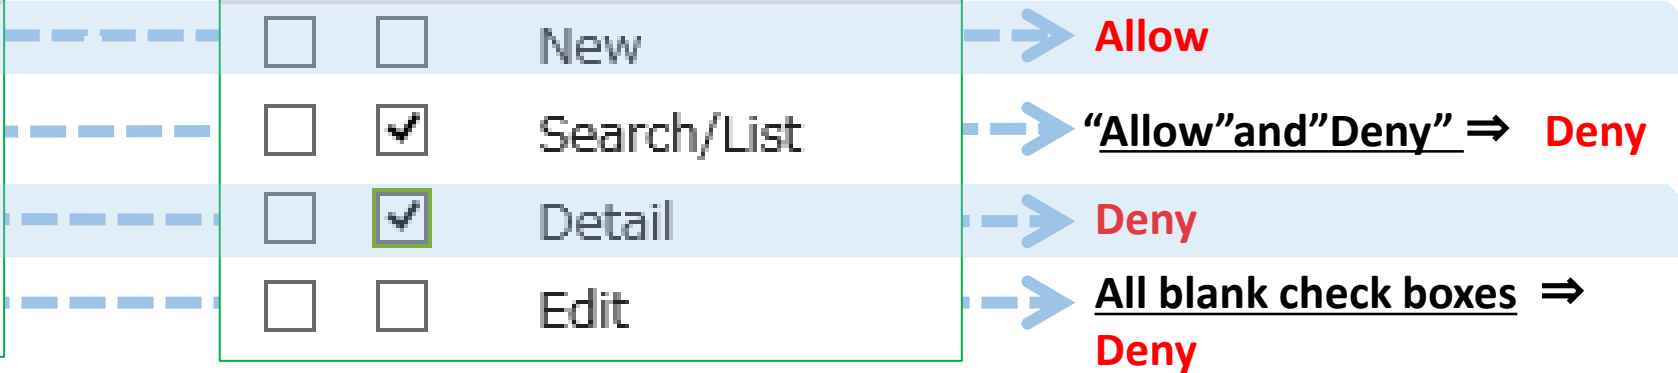 New Allow
Search/List “Allow”and”Deny” ⇒ Deny
Detail Deny
Edit All blank check boxes ⇒
Deny